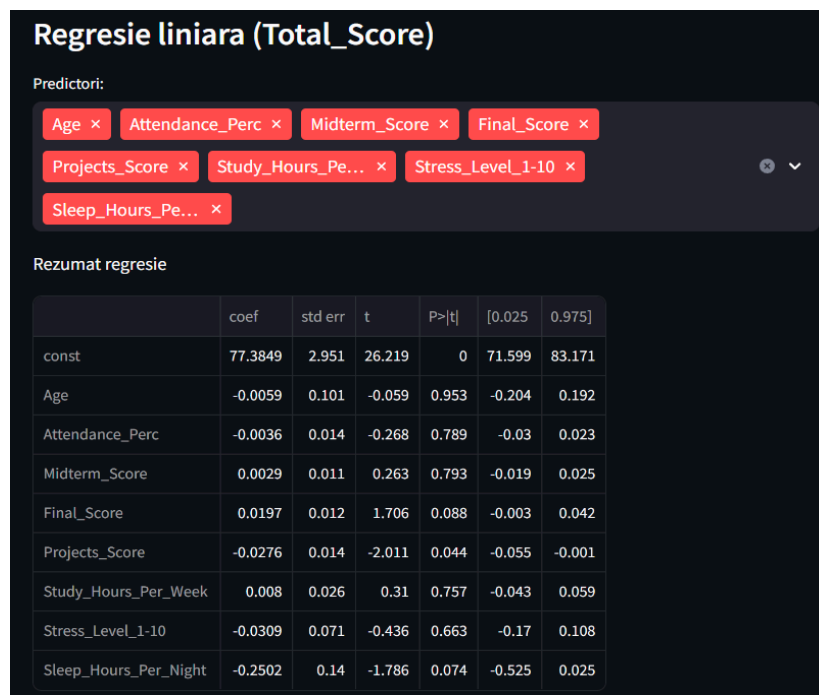 Regresie liniara (Total_Score)
Predictori:
Age × Attendance_Perc × Midterm_Score × Final_Score ×
Projects_Score × Study_Hours_Pe... × Stress_Level_1-10 ×
Sleep_Hours_Pe... ×
Rezumat regresie
coef std err t P>|t| [0.025 0.975]
const 77.3849 2.951 26.219 0 71.599 83.171
Age -0.0059 0.101 -0.059 0.953 -0.204 0.192
Attendance_Perc -0.0036 0.014 -0.268 0.789 -0.03 0.023
Midterm_Score 0.0029 0.011 0.263 0.793 -0.019 0.025
Final_Score 0.0197 0.012 1.706 0.088 -0.003 0.042
Projects_Score -0.0276 0.014 -2.011 0.044 -0.055 -0.001
Study_Hours_Per_Week 0.008 0.026 0.31 0.757 -0.043 0.059
Stress_Level_1-10 -0.0309 0.071 -0.436 0.663 -0.17 0.108
Sleep_Hours_Per_Night -0.2502 0.14 -1.786 0.074 -0.525 0.025